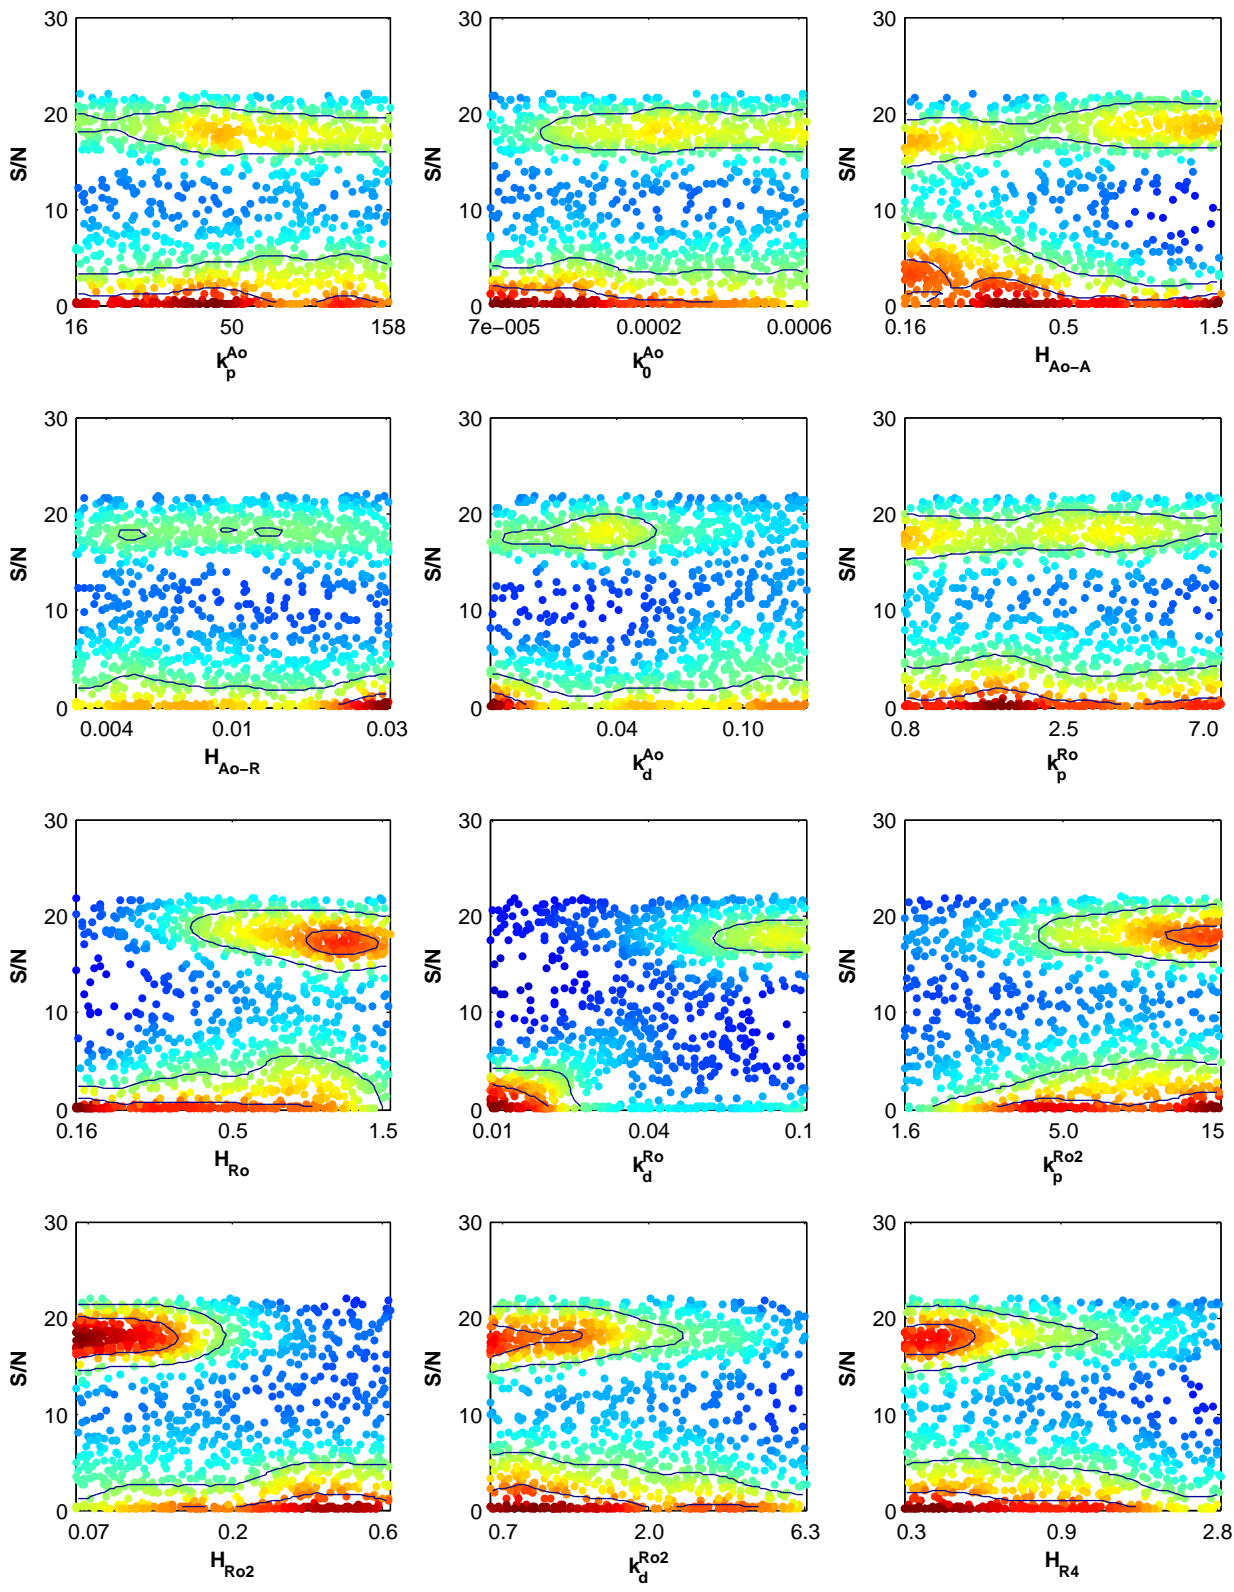 30
20
10
0
S/N
16 50 158
k_p^Ao
30
20
10
0
S/N
7e-005 0.0002 0.0006
k_0^Ao
30
20
10
0
S/N
0.16 0.5 1.5
H_Ao-A
30
20
10
0
S/N
0.004 0.01 0.03
H_Ao-R
30
20
10
0
S/N
0.04 0.10
k_d^Ao
30
20
10
0
S/N
0.8 2.5 7.0
k_p^Ro
30
20
10
0
S/N
0.16 0.5 1.5
H_Ro
30
20
10
0
S/N
0.01 0.04 0.1
k_d^Ro
30
20
10
0
S/N
1.6 5.0 15
k_p^Ro2
30
20
10
0
S/N
0.07 0.2 0.6
H_Ro2
30
20
10
0
S/N
0.7 2.0 6.3
k_d^Ro2
30
20
10
0
S/N
0.3 0.9 2.8
H_R4